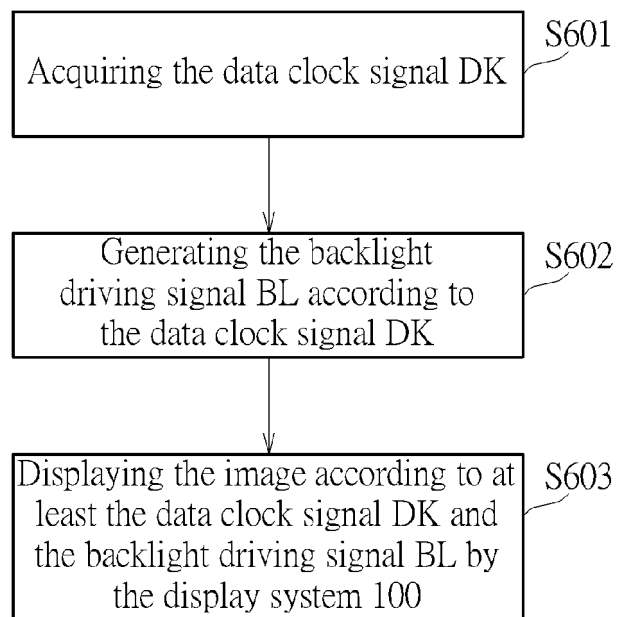 S601
Acquiring the data clock signal DK
S602
Generating the backlight
driving signal BL according to
the data clock signal DK
S603
Displaying the image according to at
least the data clock signal DK and
the backlight driving signal BL by
the display system 100